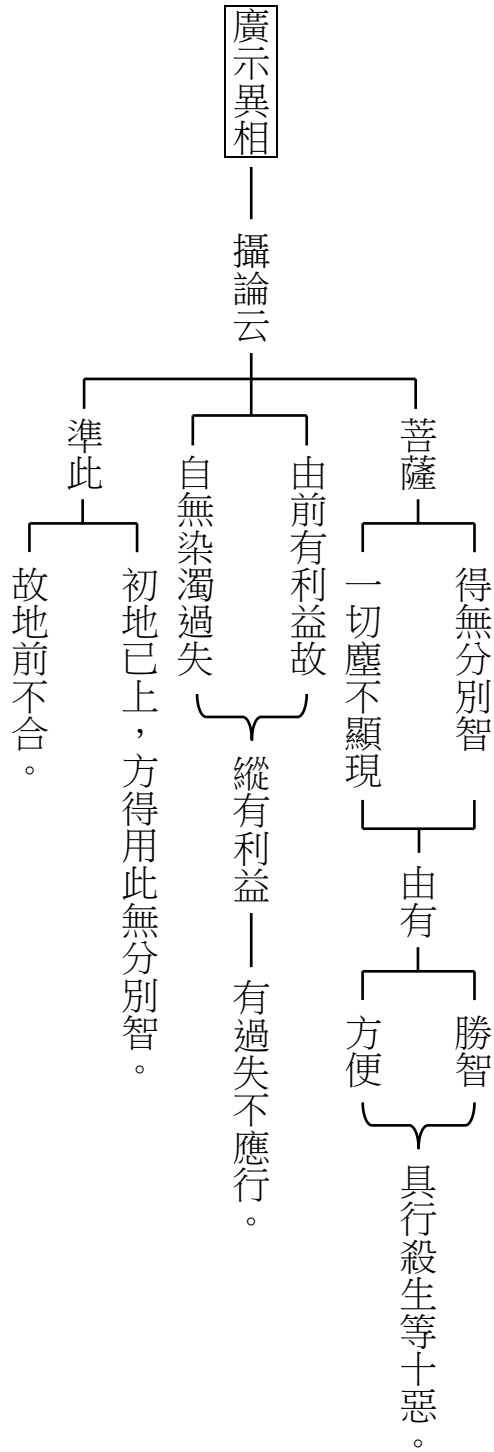 廣示異相
攝論云
菩薩
得無分別智
一切塵不顯現
由有
勝智
方便
具行殺生等十惡。
由前有利益故
自無染濁過失
縱有利益
有過失不應行。
準此
初地已上，方得用此無分別智。
故地前不合。